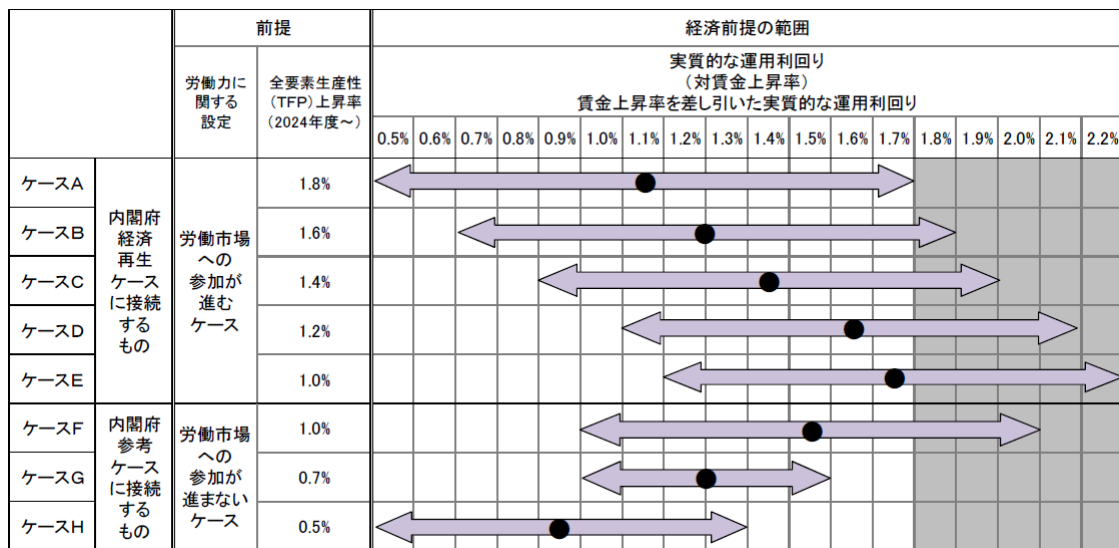 前提
経済前提の範囲
労働力に
関する
設定
全要素生産性
(TFP)上昇率
(2024年度~)
実質的な運用利回り
(対賃金上昇率)
賃金上昇率を差し引いた実質的な運用利回り
0.5% 0.6% 0.7% 0.8% 0.9% 1.0% 1.1% 1.2% 1.3% 1.4% 1.5% 1.6% 1.7% 1.8% 1.9% 2.0% 2.1% 2.2%
ケースA
1.8%
ケースB
1.6%
ケースC
1.4%
ケースD
1.2%
ケースE
1.0%
内閣府
経済
再生
ケース
に接続
する
もの
労働市場
への
参加が
進む
ケース
ケースF
1.0%
ケースG
0.7%
ケースH
0.5%
内閣府
参考
ケース
に接続
する
もの
労働市場
への
参加が
進まない
ケース